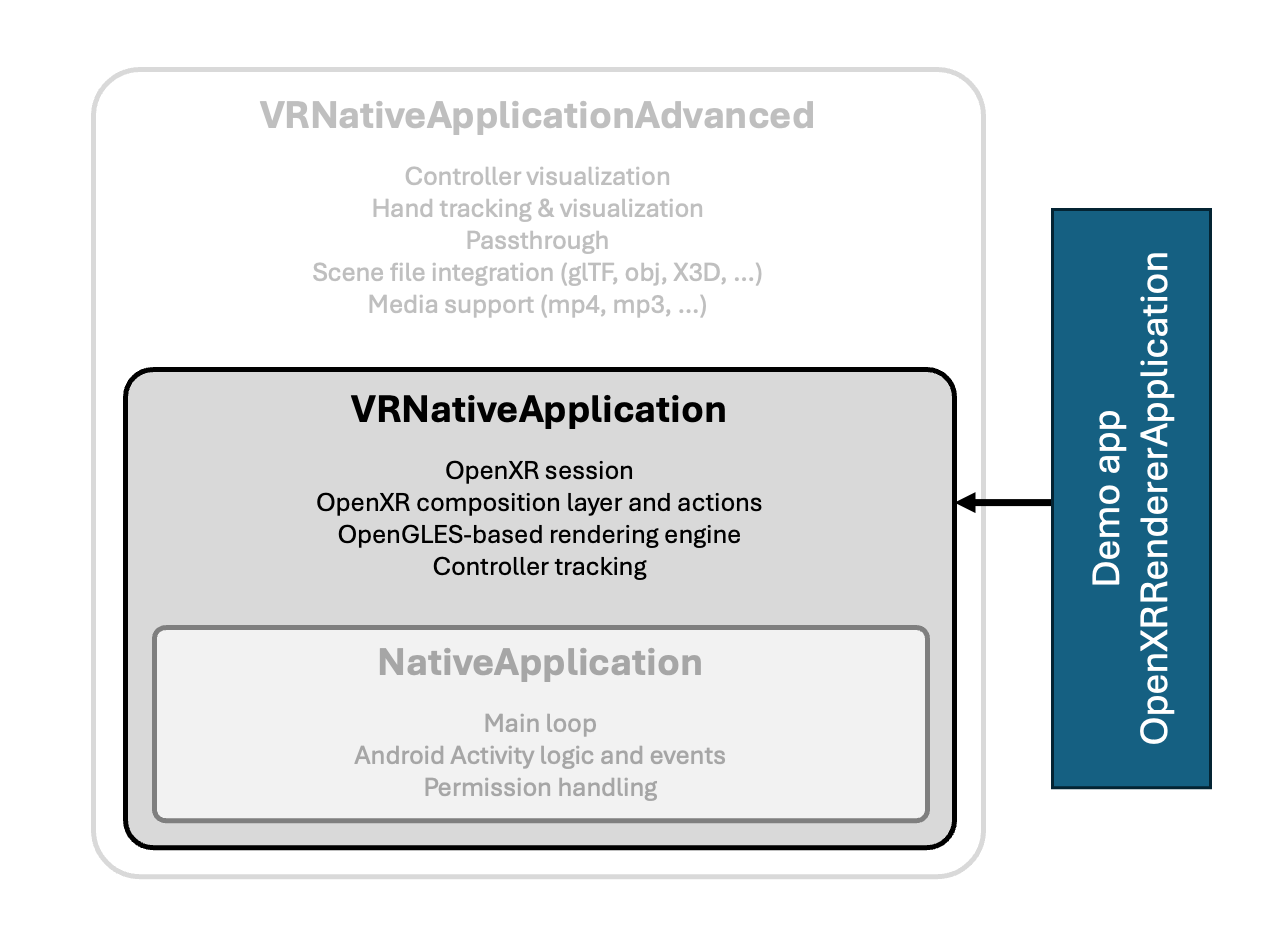 VRNativeApplicationAdvanced
Controller visualization
Hand tracking & visualization
Passthrough
Scene file integration (glTF, obj, X3D, ...)
Media support (mp4, mp3, ...)
VRNativeApplication
OpenXR session
OpenXR composition layer and actions
OpenGLES-based rendering engine
Controller tracking
NativeApplication
Main loop
Android Activity logic and events
Permission handling
Demo app
OpenXRRendererApplication